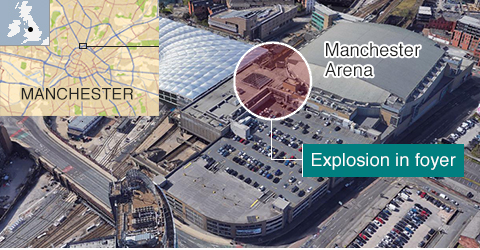 MANCHESTER
Manchester
Arena
Explosion in foyer